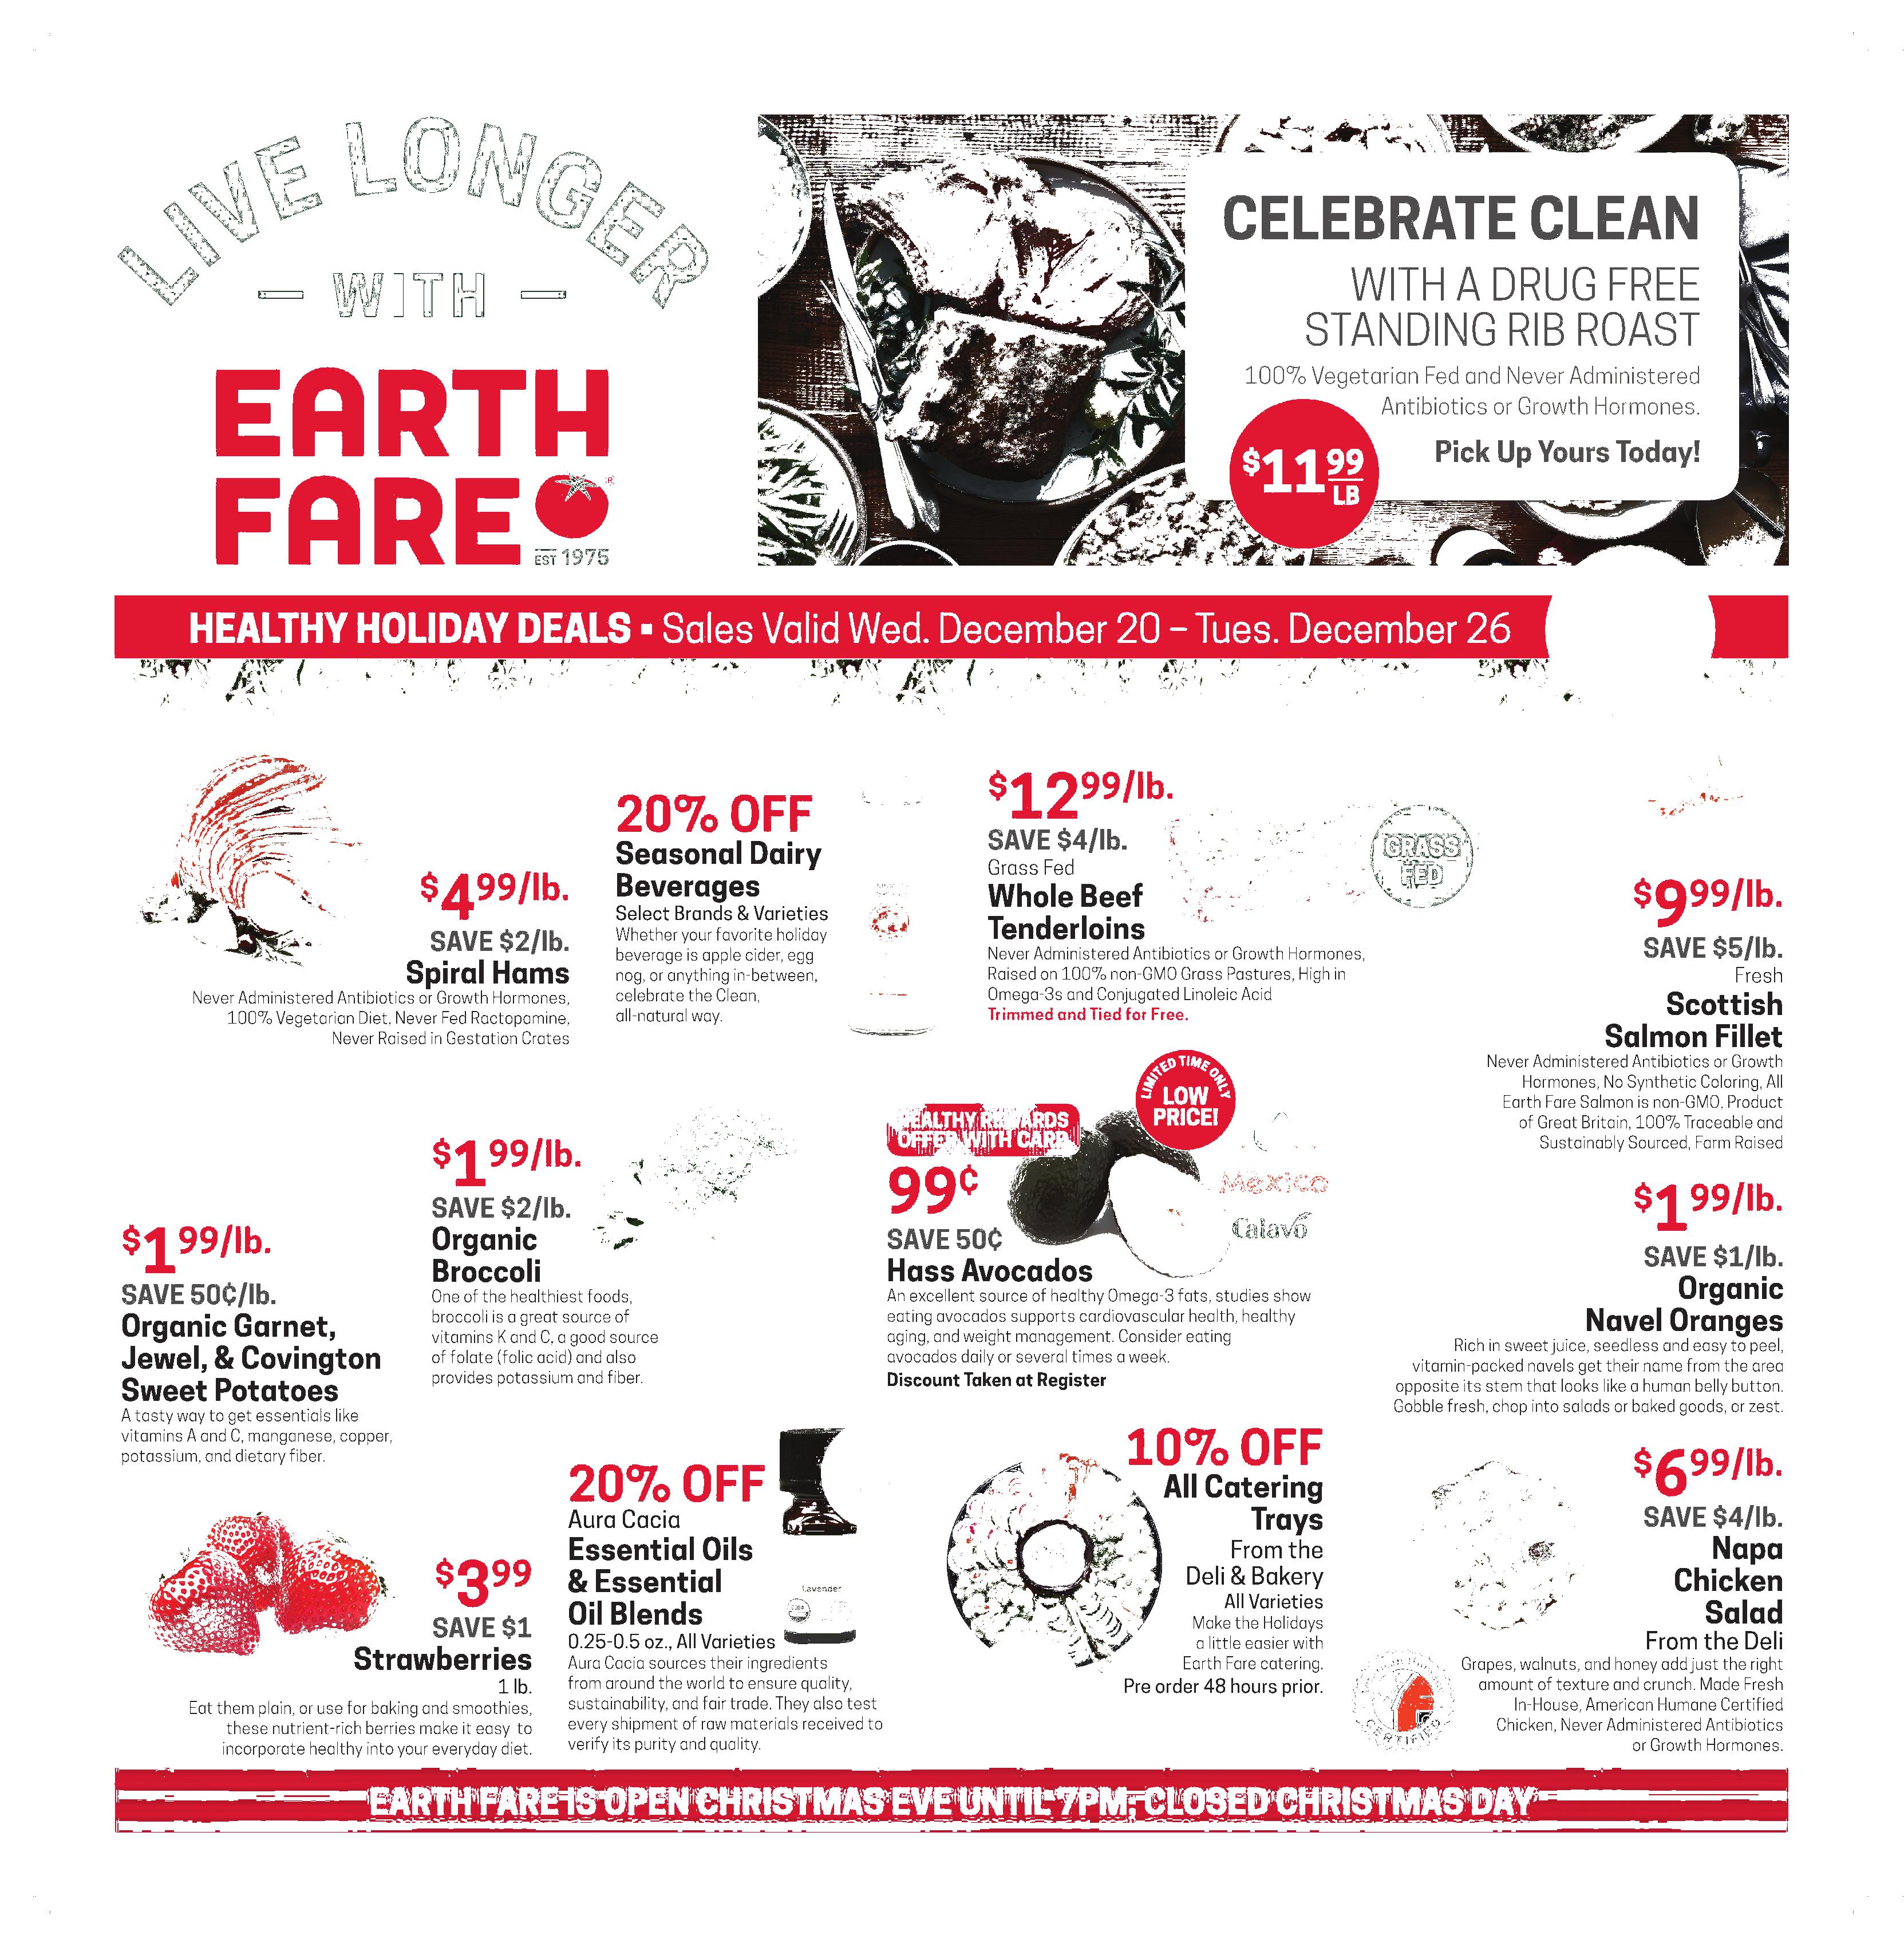 LIVE LONGER
WITH
EARTH
FARE®
EST 1975
CELEBRATE CLEAN
WITH A DRUG FREE
STANDING RIB ROAST
100% Vegetarian Fed and Never Administered
Antibiotics or Growth Hormones.
Pick Up Yours Today!
$11 99
LB
HEALTHY HOLIDAY DEALS ▪ Sales Valid Wed. December 20 – Tues. December 26
$4 99/lb.
SAVE $2/lb.
Spiral Hams
Never Administered Antibiotics or Growth Hormones,
100% Vegetarian Diet, Never Fed Ractopamine,
Never Raised in Gestation Crates
20% OFF
Seasonal Dairy
Beverages
Select Brands & Varieties
Whether your favorite holiday
beverage is apple cider, egg
nog, or anything in-between,
celebrate the Clean,
all-natural way.
$12 99/lb.
SAVE $4/lb.
Grass Fed
Whole Beef
Tenderloins
Never Administered Antibiotics or Growth Hormones,
Raised on 100% non-GMO Grass Pastures, High in
Omega-3s and Conjugated Linoleic Acid
Trimmed and Tied for Free.
GRASS
FED
$9 99/lb.
SAVE $5/lb.
Fresh
Scottish
Salmon Fillet
Never Administered Antibiotics or Growth
Hormones, No Synthetic Coloring, All
Earth Fare Salmon is non-GMO, Product
of Great Britain, 100% Traceable and
Sustainably Sourced, Farm Raised
$1 99/lb.
SAVE 50¢/lb.
Organic Garnet,
Jewel, & Covington
Sweet Potatoes
A tasty way to get essentials like
vitamins A and C, manganese, copper,
potassium, and dietary fiber.
$1 99/lb.
SAVE $2/lb.
Organic
Broccoli
One of the healthiest foods,
broccoli is a great source of
vitamins K and C, a good source
of folate (folic acid) and also
provides potassium and fiber.
HEALTHY REWARDS
OFFER WITH CARD
LIMITED TIME ONLY
LOW
PRICE!
Mexico
Calavo
99¢
SAVE 50¢
Hass Avocados
An excellent source of healthy Omega-3 fats, studies show
eating avocados supports cardiovascular health, healthy
aging, and weight management. Consider eating
avocados daily or several times a week.
Discount Taken at Register
$1 99/lb.
SAVE $1/lb.
Organic
Navel Oranges
Rich in sweet juice, seedless and easy to peel,
vitamin-packed navels get their name from the area
opposite its stem that looks like a human belly button.
Gobble fresh, chop into salads or baked goods, or zest.
$3 99
SAVE $1
Strawberries
1 lb.
Eat them plain, or use for baking and smoothies,
these nutrient-rich berries make it easy to
incorporate healthy into your everyday diet.
20% OFF
Aura Cacia
Essential Oils
& Essential
Oil Blends
0.25-0.5 oz., All Varieties
Aura Cacia sources their ingredients
from around the world to ensure quality,
sustainability, and fair trade. They also test
every shipment of raw materials received to
verify its purity and quality.
Lavender
10% OFF
All Catering
Trays
From the
Deli & Bakery
All Varieties
Make the Holidays
a little easier with
Earth Fare catering.
Pre order 48 hours prior.
$6 99/lb.
SAVE $4/lb.
Napa
Chicken
Salad
From the Deli
Grapes, walnuts, and honey add just the right
amount of texture and crunch. Made Fresh
In-House, American Humane Certified
Chicken, Never Administered Antibiotics
or Growth Hormones.
CERTIFIED
EARTH FARE IS OPEN CHRISTMAS EVE UNTIL 7PM, CLOSED CHRISTMAS DAY